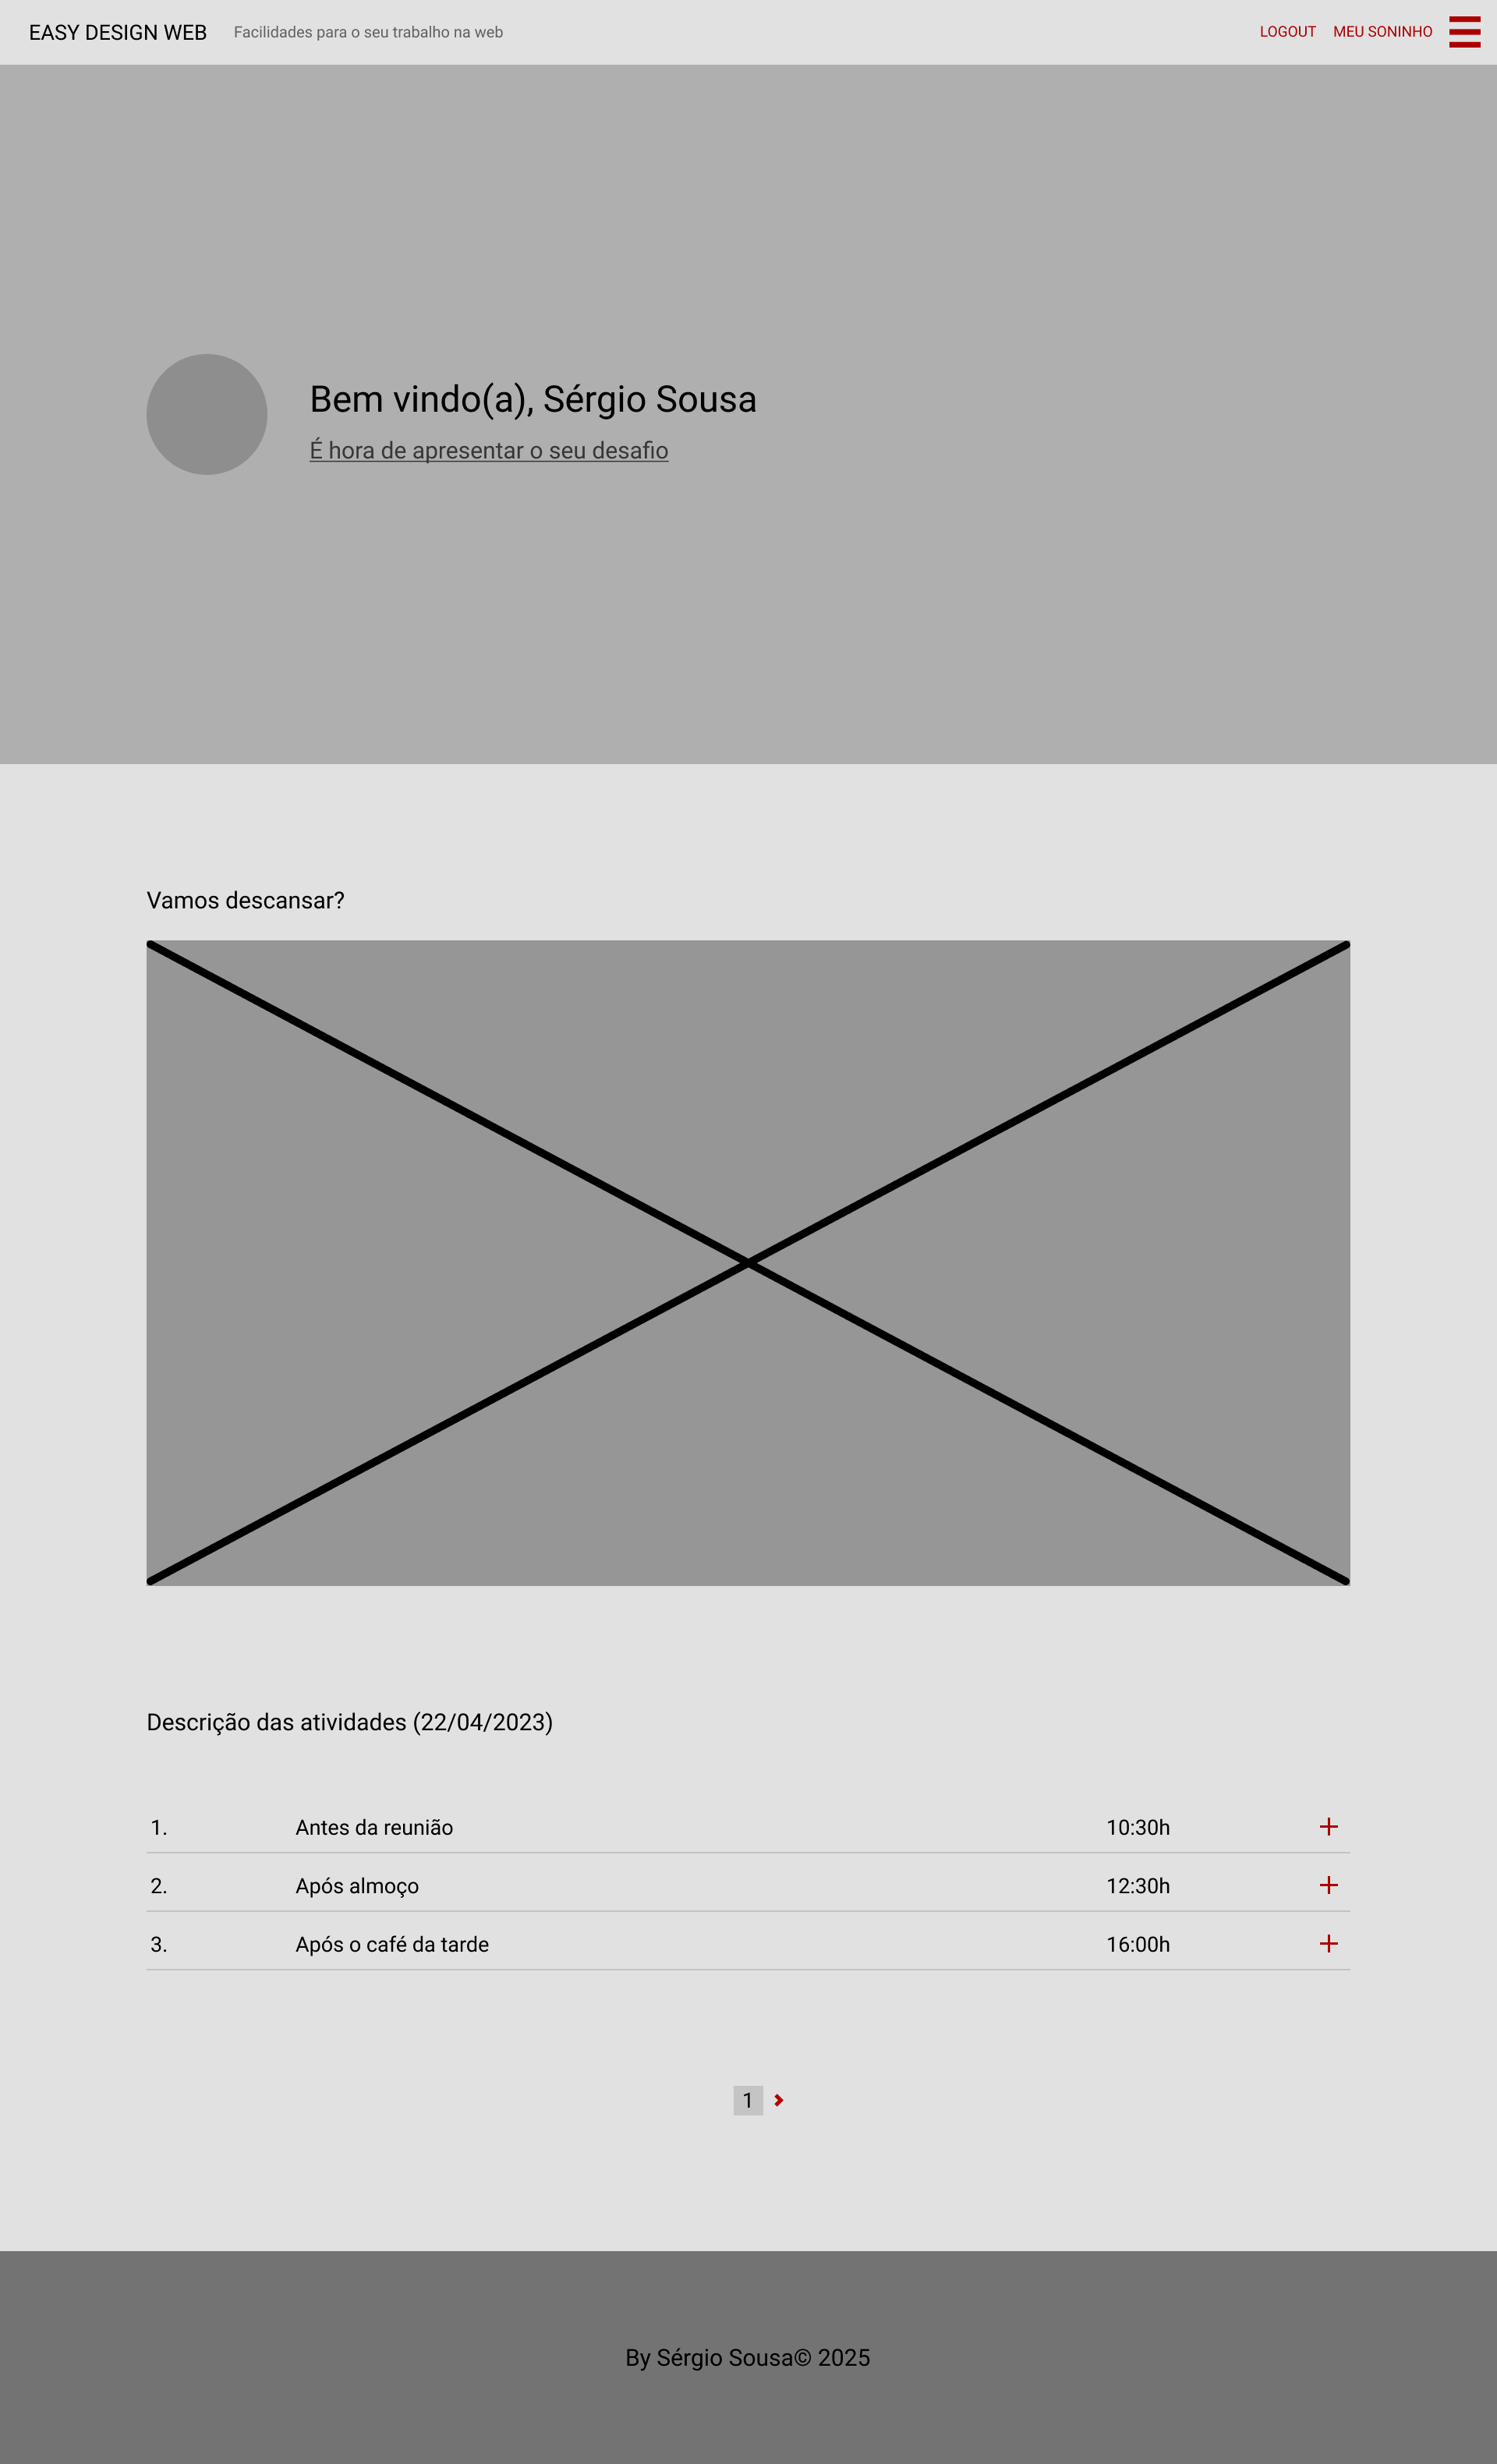 EASY DESIGN WEB Facilidades para o seu trabalho na web LOGOUT MEU SONINHO
Bem vindo(a), Sérgio Sousa
É hora de apresentar o seu desafio
Vamos descansar?
Descrição das atividades (22/04/2023)
1. Antes da reunião 10:30h +
2. Após almoço 12:30h +
3. Após o café da tarde 16:00h +
1
By Sérgio Sousa© 2025